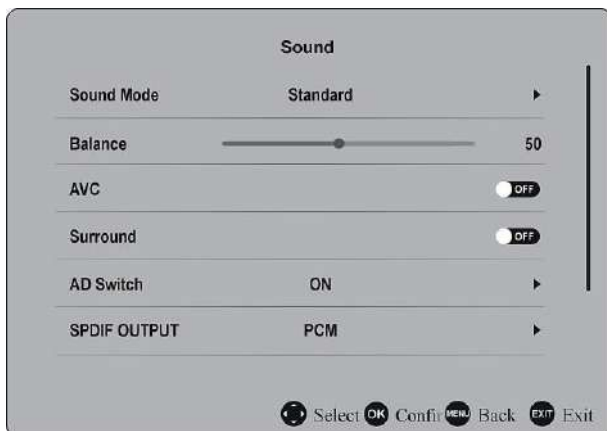 Sound
Sound Mode Standard
Balance 50
AVC OFF
Surround OFF
AD Switch ON
SPDIF OUTPUT PCM
Select OK Confir MENU Back EXIT Exit